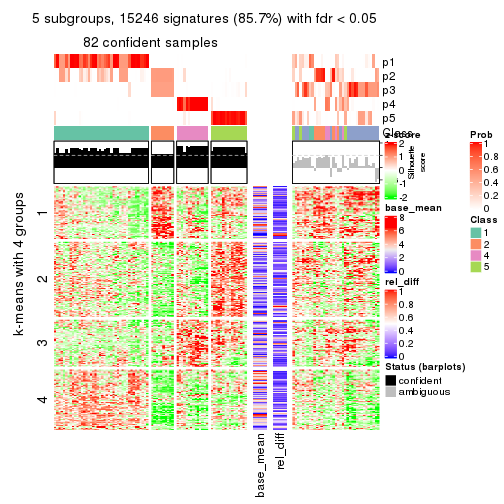 5 subgroups, 15246 signatures (85.7%) with fdr < 0.05
82 confident samples
p1
p2
p3
p4
p5
Class
Silhouette
score
k-means with 4 groups
1
2
3
4
base_mean
rel_diff
z-score
2
1
0
-1
-2
base_mean
8
6
4
2
0
rel_diff
1
0.8
0.6
0.4
0.2
0
Status (barplots)
confident
ambiguous
Prob
1
0.8
0.6
0.4
0.2
0
Class
1
2
4
5